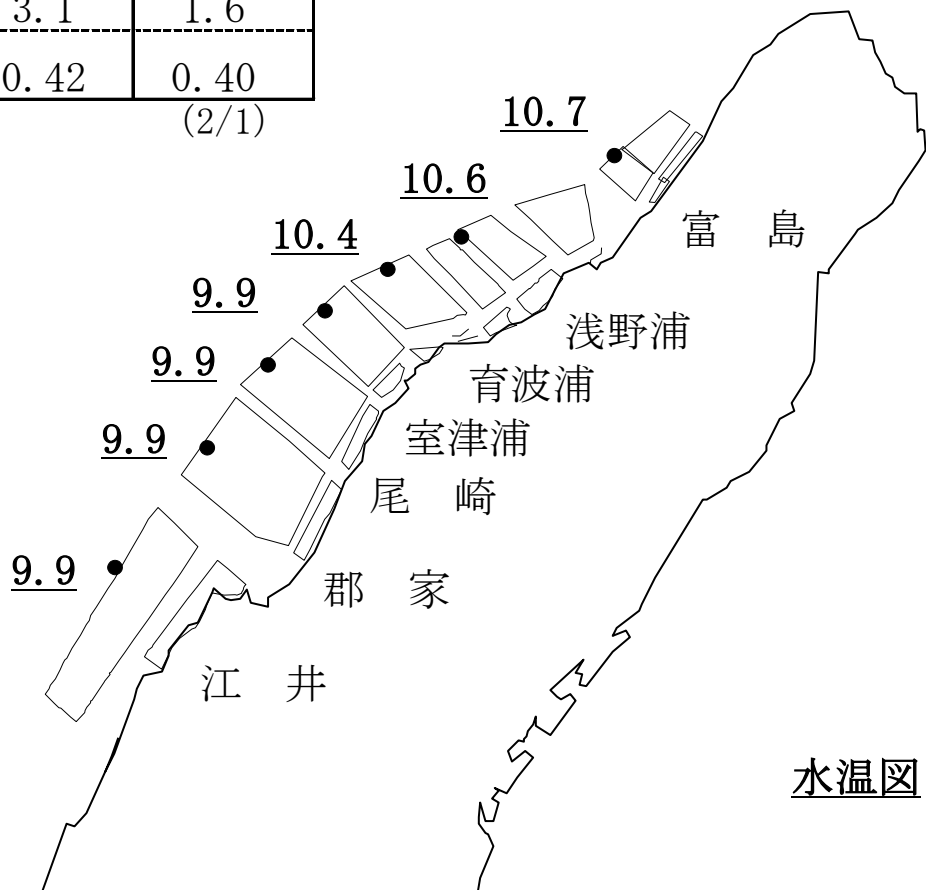 3.1 1.6
0.42 0.40
(2/1)
10.7
10.6
富 島
10.4
9.9
浅野浦
9.9
育波浦
9.9
室津浦
尾 崎
9.9
郡 家
江 井
水温図